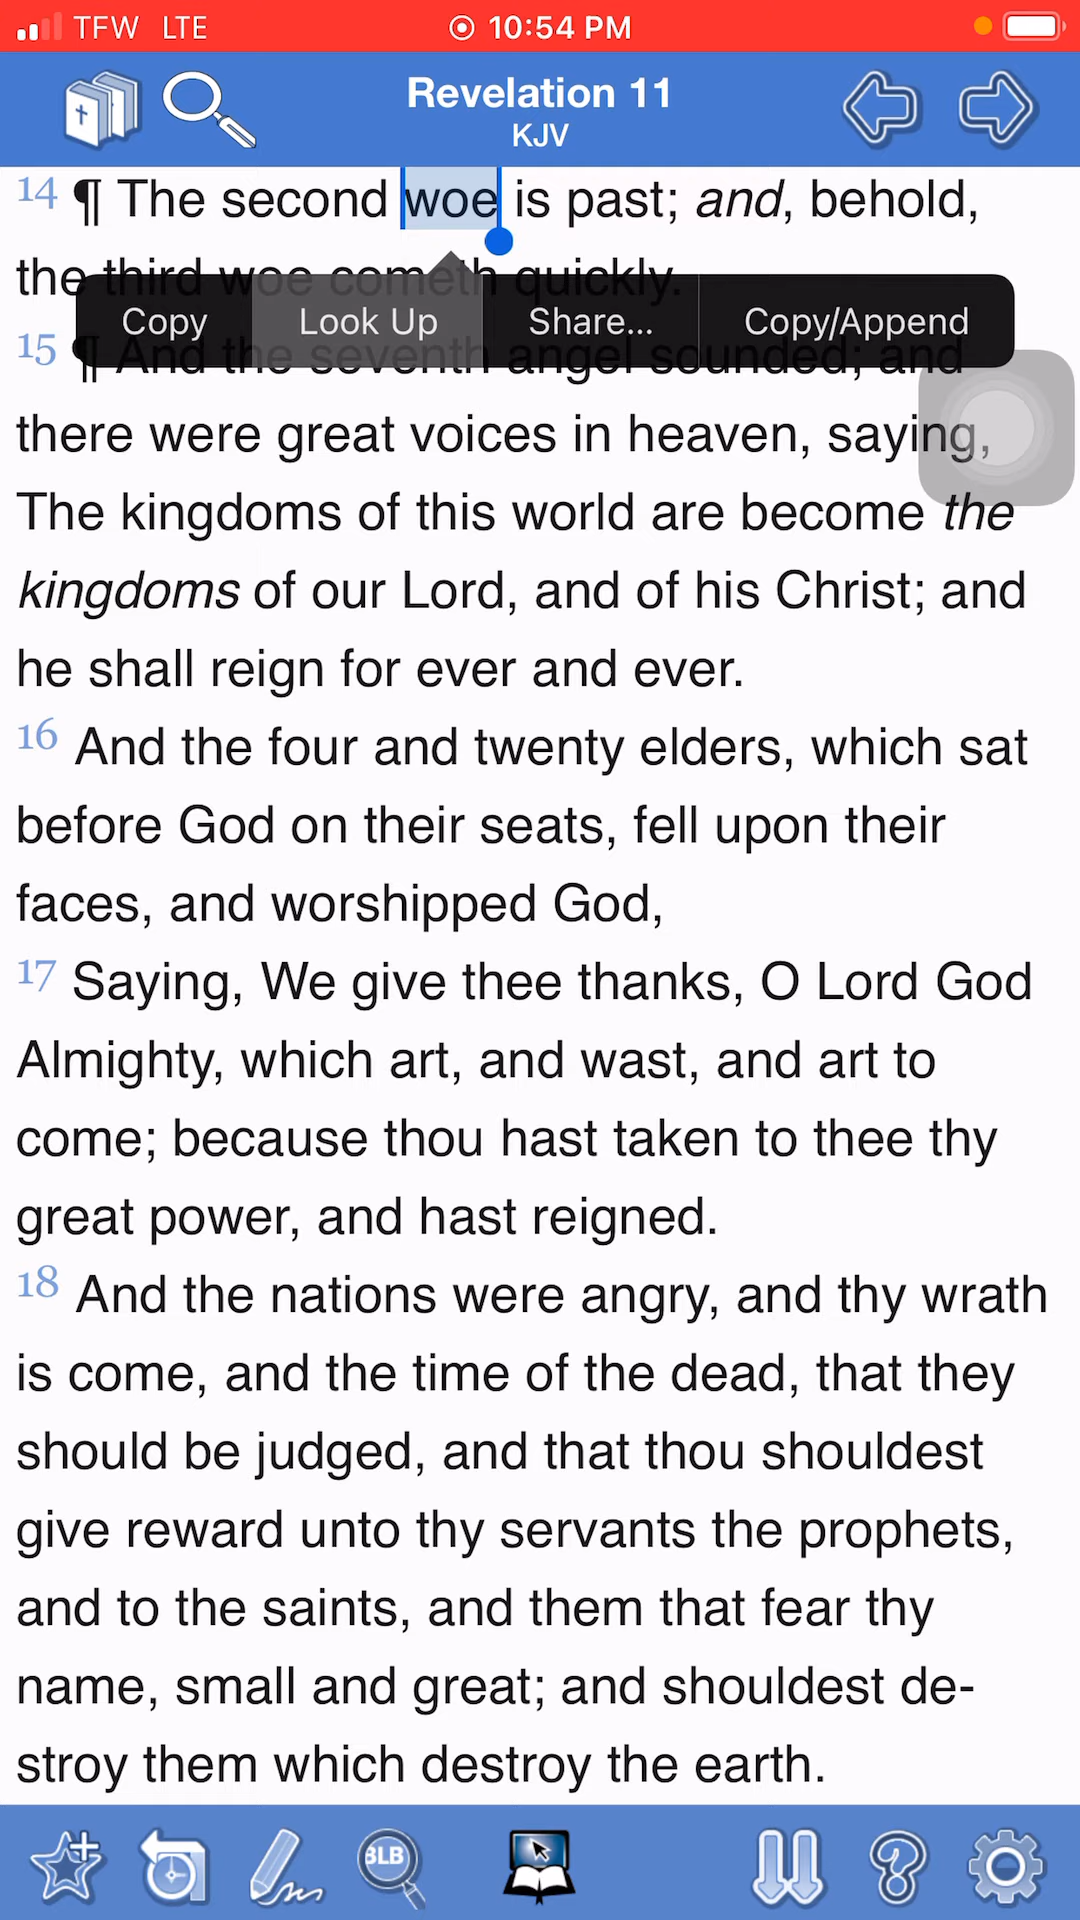 TFW LTE 10:54 PM
Revelation 11
KJV
14 ¶ The second woe is past; and, behold,
the third woe cometh quickly.
Copy Look Up Share... Copy/Append
15 ¶ And the seventh angel sounded; and
there were great voices in heaven, saying,
The kingdoms of this world are become the
kingdoms of our Lord, and of his Christ; and
he shall reign for ever and ever.
16 And the four and twenty elders, which sat
before God on their seats, fell upon their
faces, and worshipped God,
17 Saying, We give thee thanks, O Lord God
Almighty, which art, and wast, and art to
come; because thou hast taken to thee thy
great power, and hast reigned.
18 And the nations were angry, and thy wrath
is come, and the time of the dead, that they
should be judged, and that thou shouldest
give reward unto thy servants the prophets,
and to the saints, and them that fear thy
name, small and great; and shouldest de-
stroy them which destroy the earth.
BLB